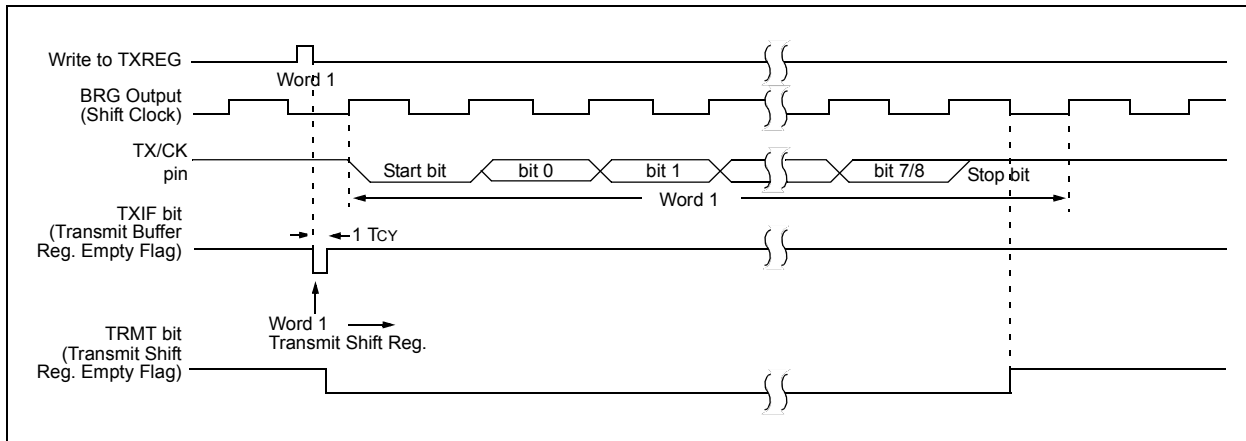 Write to TXREG
Word 1
BRG Output
(Shift Clock)
TX/CK
pin
Start bit
bit 0
bit 1
bit 7/8
Stop bit
Word 1
TXIF bit
(Transmit Buffer
Reg. Empty Flag)
1 TCY
Word 1
Transmit Shift Reg.
TRMT bit
(Transmit Shift
Reg. Empty Flag)